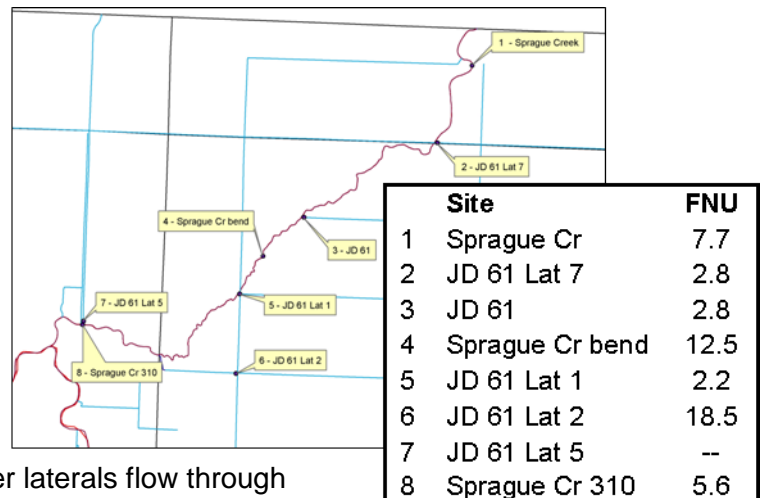 1 - Sprague Creek
2 - JD 61 Lat 7
4 - Sprague Cr bend
3 - JD 61
7 - JD 61 Lat 5
5 - JD 61 Lat 1
6 - JD 61 Lat 2
8 - Sprague Cr 310
Site FNU
1 Sprague Cr 7.7
2 JD 61 Lat 7 2.8
3 JD 61 2.8
4 Sprague Cr bend 12.5
5 JD 61 Lat 1 2.2
6 JD 61 Lat 2 18.5
7 JD 61 Lat 5 --
8 Sprague Cr 310 5.6
er laterals flow through